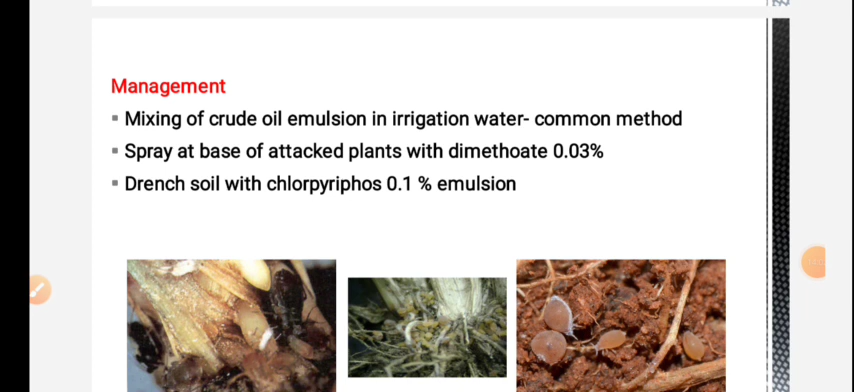 Management
▪ Mixing of crude oil emulsion in irrigation water- common method
▪ Spray at base of attacked plants with dimethoate 0.03%
▪ Drench soil with chlorpyriphos 0.1 % emulsion